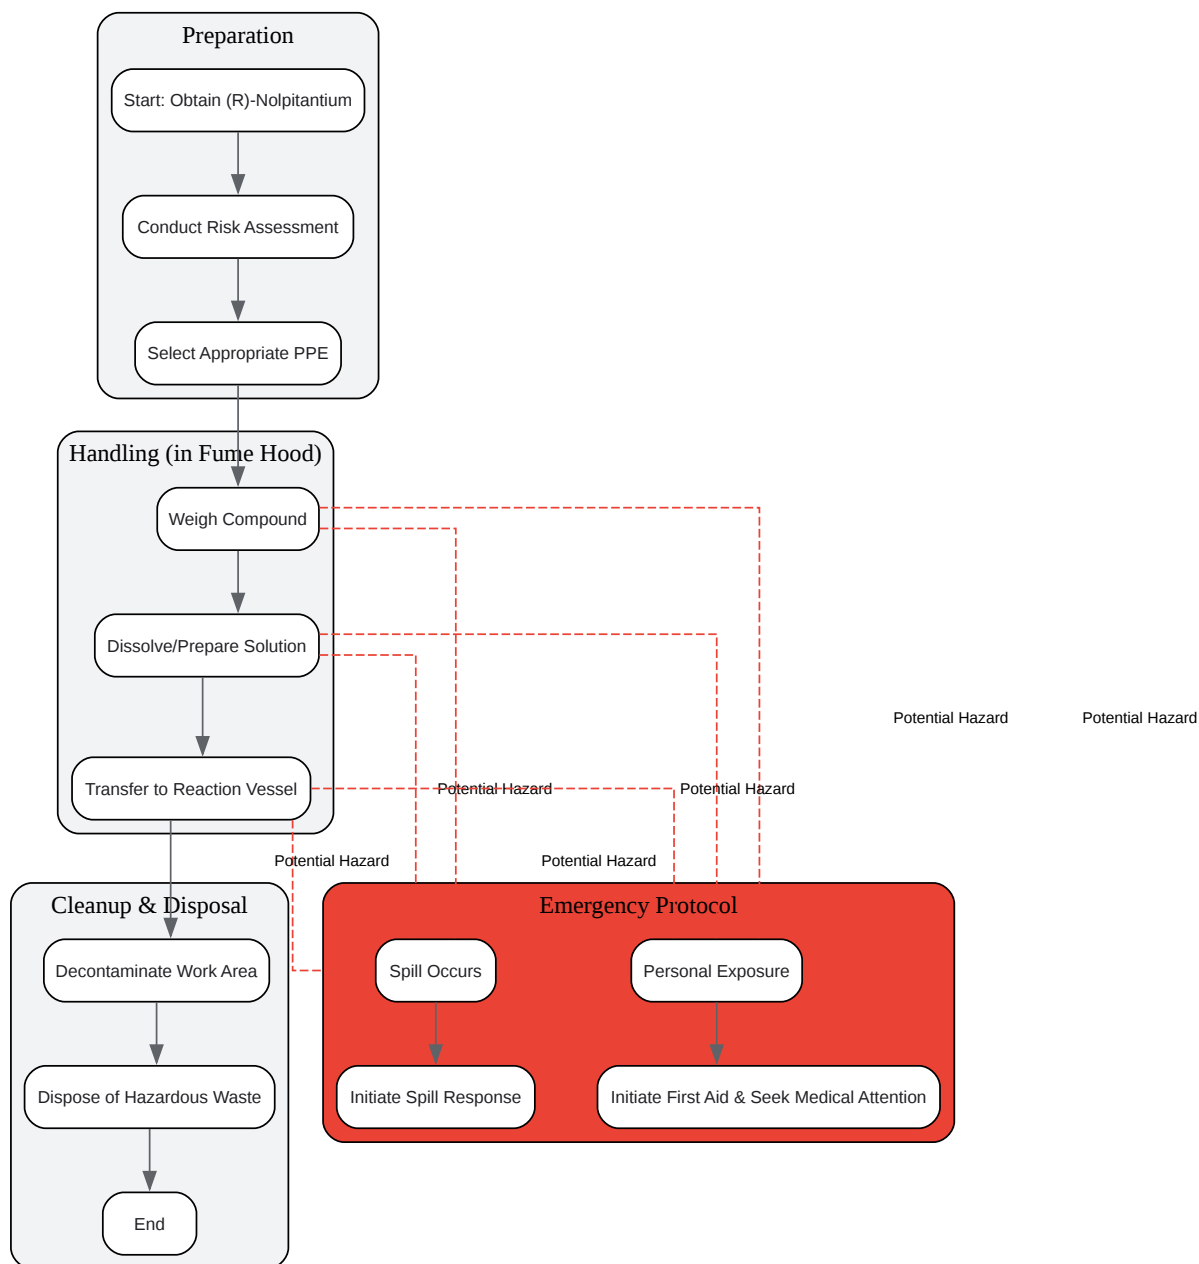 Preparation
Start: Obtain (R)-Nolpitantium
Conduct Risk Assessment
Select Appropriate PPE
Handling (in Fume Hood)
Weigh Compound
Dissolve/Prepare Solution
Potential Hazard
Potential Hazard
Transfer to Reaction Vessel
Potential Hazard
Potential Hazard
Potential Hazard
Potential Hazard
Cleanup & Disposal
Decontaminate Work Area
Dispose of Hazardous Waste
End
Emergency Protocol
Spill Occurs
Personal Exposure
Initiate Spill Response
Initiate First Aid & Seek Medical Attention